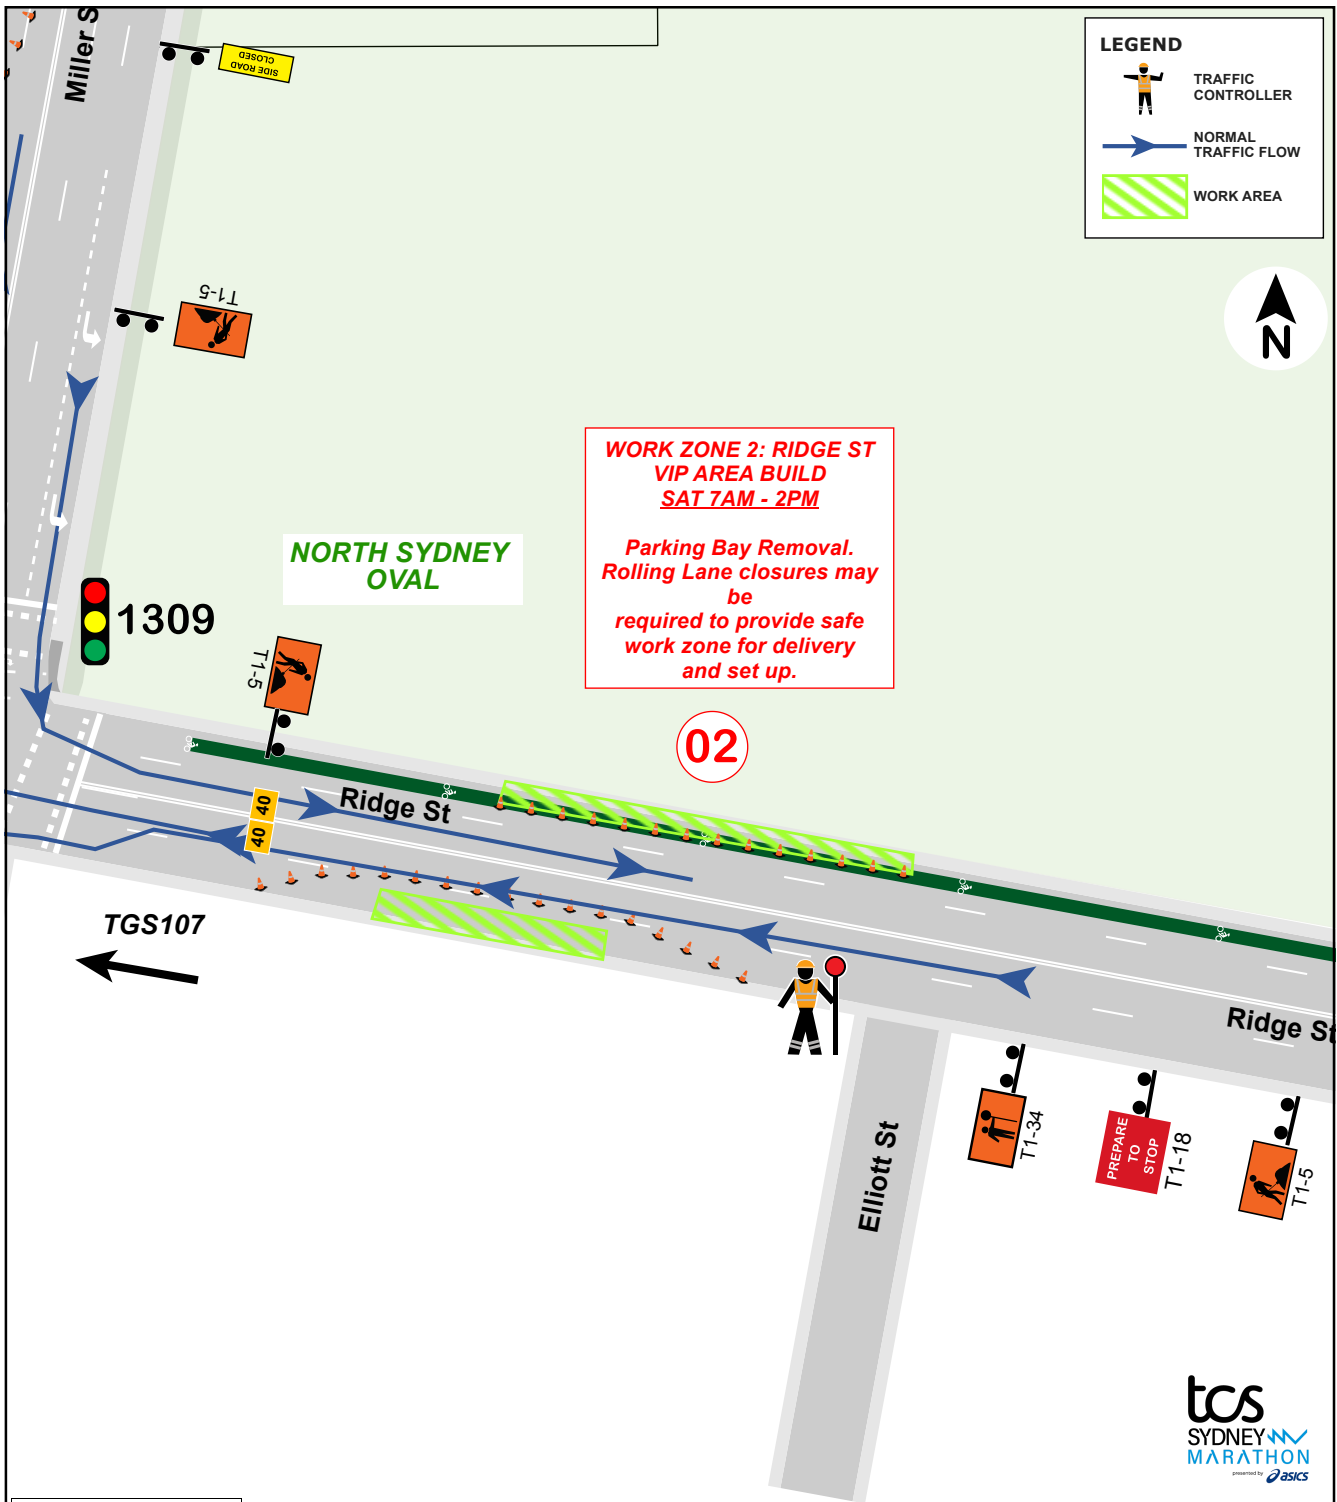 Miller S
SIDE ROAD
CLOSED
LEGEND
TRAFFIC
CONTROLLER
NORMAL
TRAFFIC FLOW
WORK AREA
N
T1-5
WORK ZONE 2: RIDGE ST
VIP AREA BUILD
SAT 7AM - 2PM
Parking Bay Removal.
Rolling Lane closures may
be
required to provide safe
work zone for delivery
and set up.
NORTH SYDNEY
OVAL
1309
T1-5
02
40 40
Ridge St
TGS107
Ridge St
Elliott St
T1-34
PREPARE
TO
STOP
T1-18
T1-5
tcs
SYDNEY
MARATHON
presented by asics